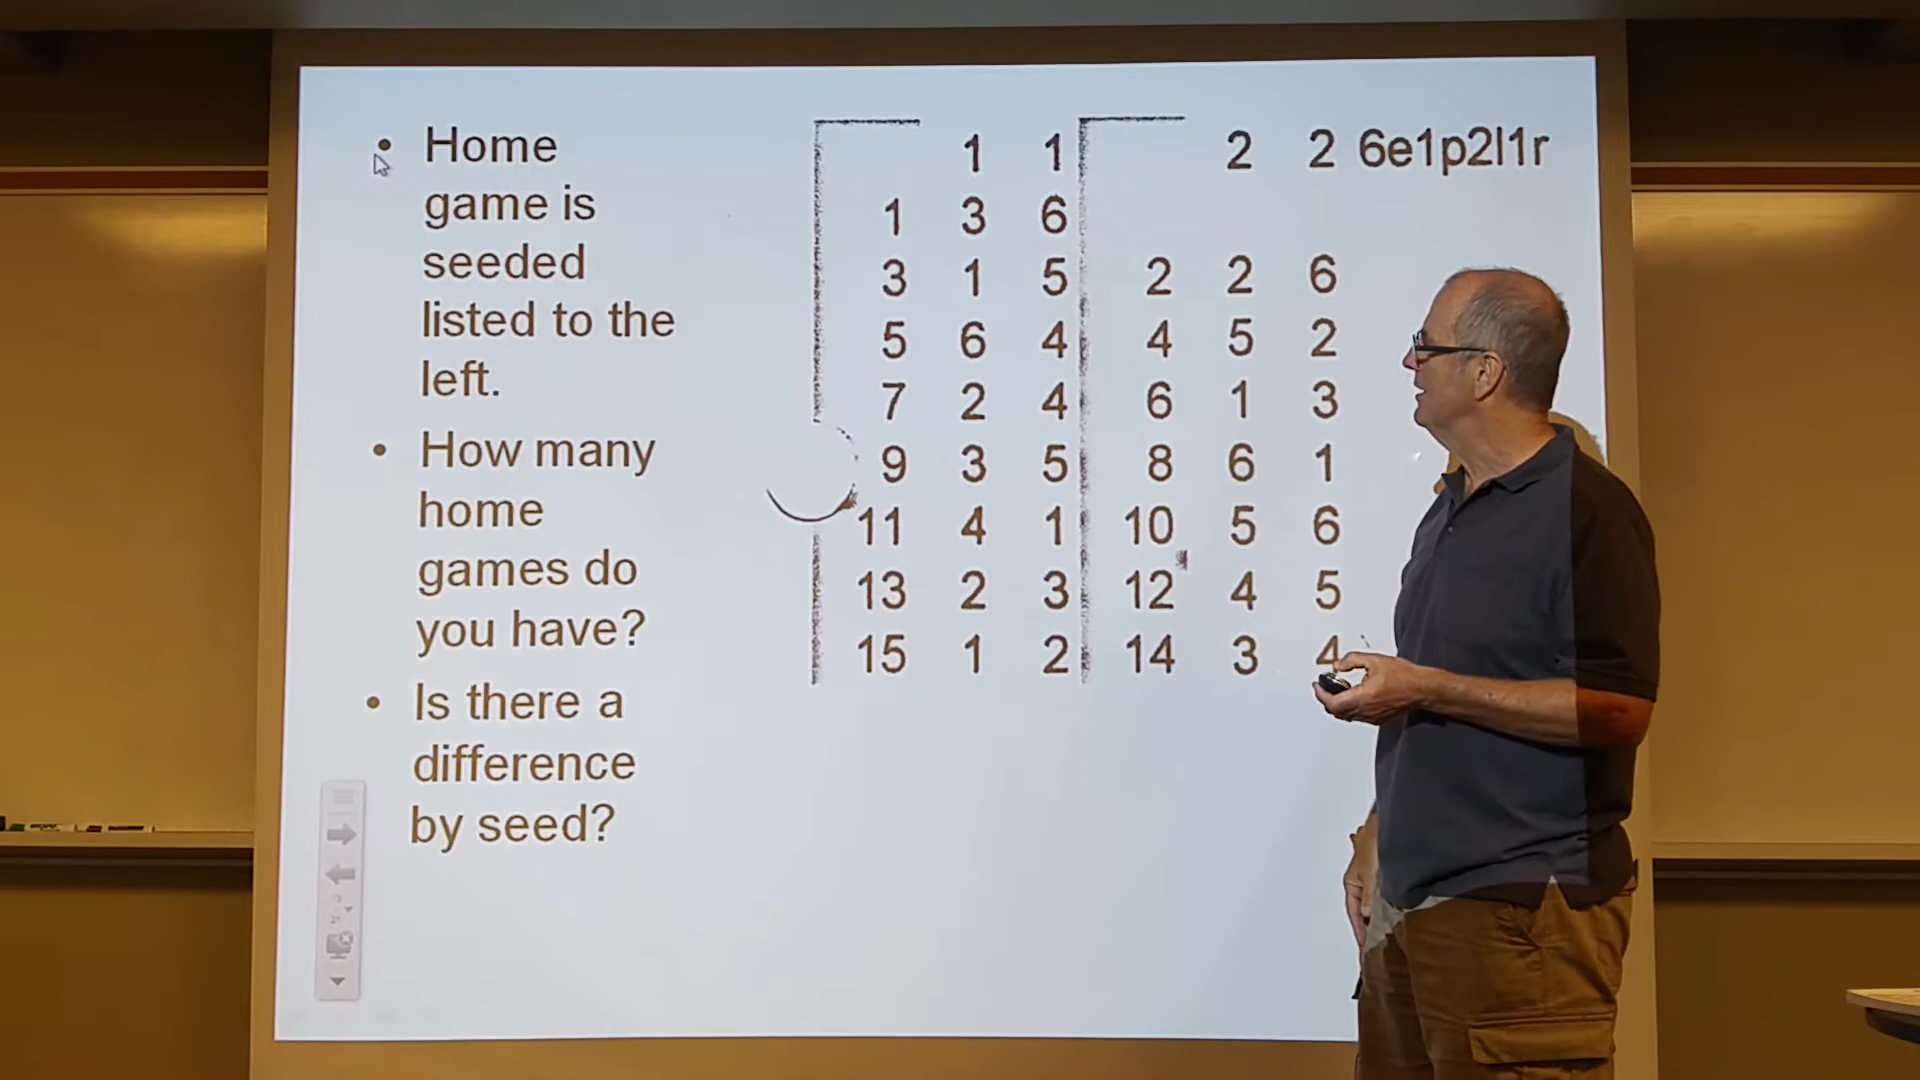 • Home
game is
seeded
listed to the
left.
• How many
home
games do
you have?
• Is there a
difference
by seed?
1 1 2 2 6e1p2l1r
1 3 6
3 1 5 2 2 6
5 6 4 4 5 2
7 2 4 6 1 3
9 3 5 8 6 1
11 4 1 10 5 6
13 2 3 12 4 5
15 1 2 14 3 4